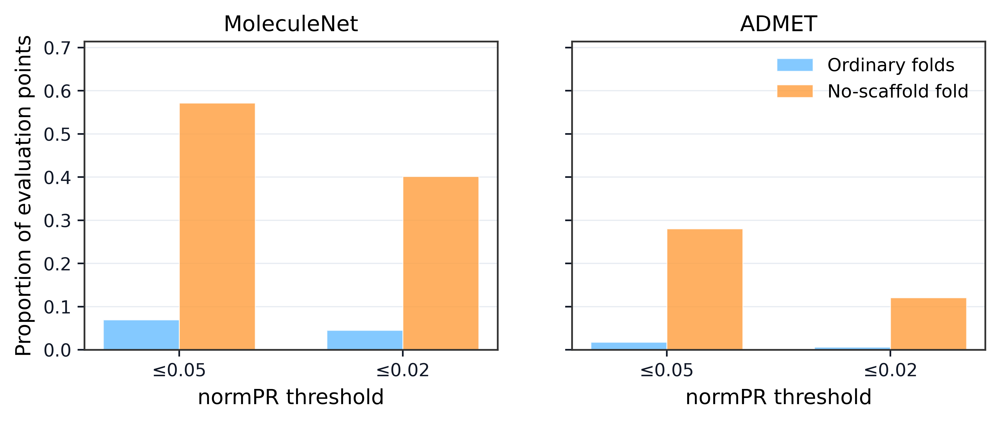 MoleculeNet
Proportion of evaluation points
0.7
0.6
0.5
0.4
0.3
0.2
0.1
0.0
≤0.05
≤0.02
normPR threshold
ADMET
Ordinary folds
No-scaffold fold
≤0.05
≤0.02
normPR threshold